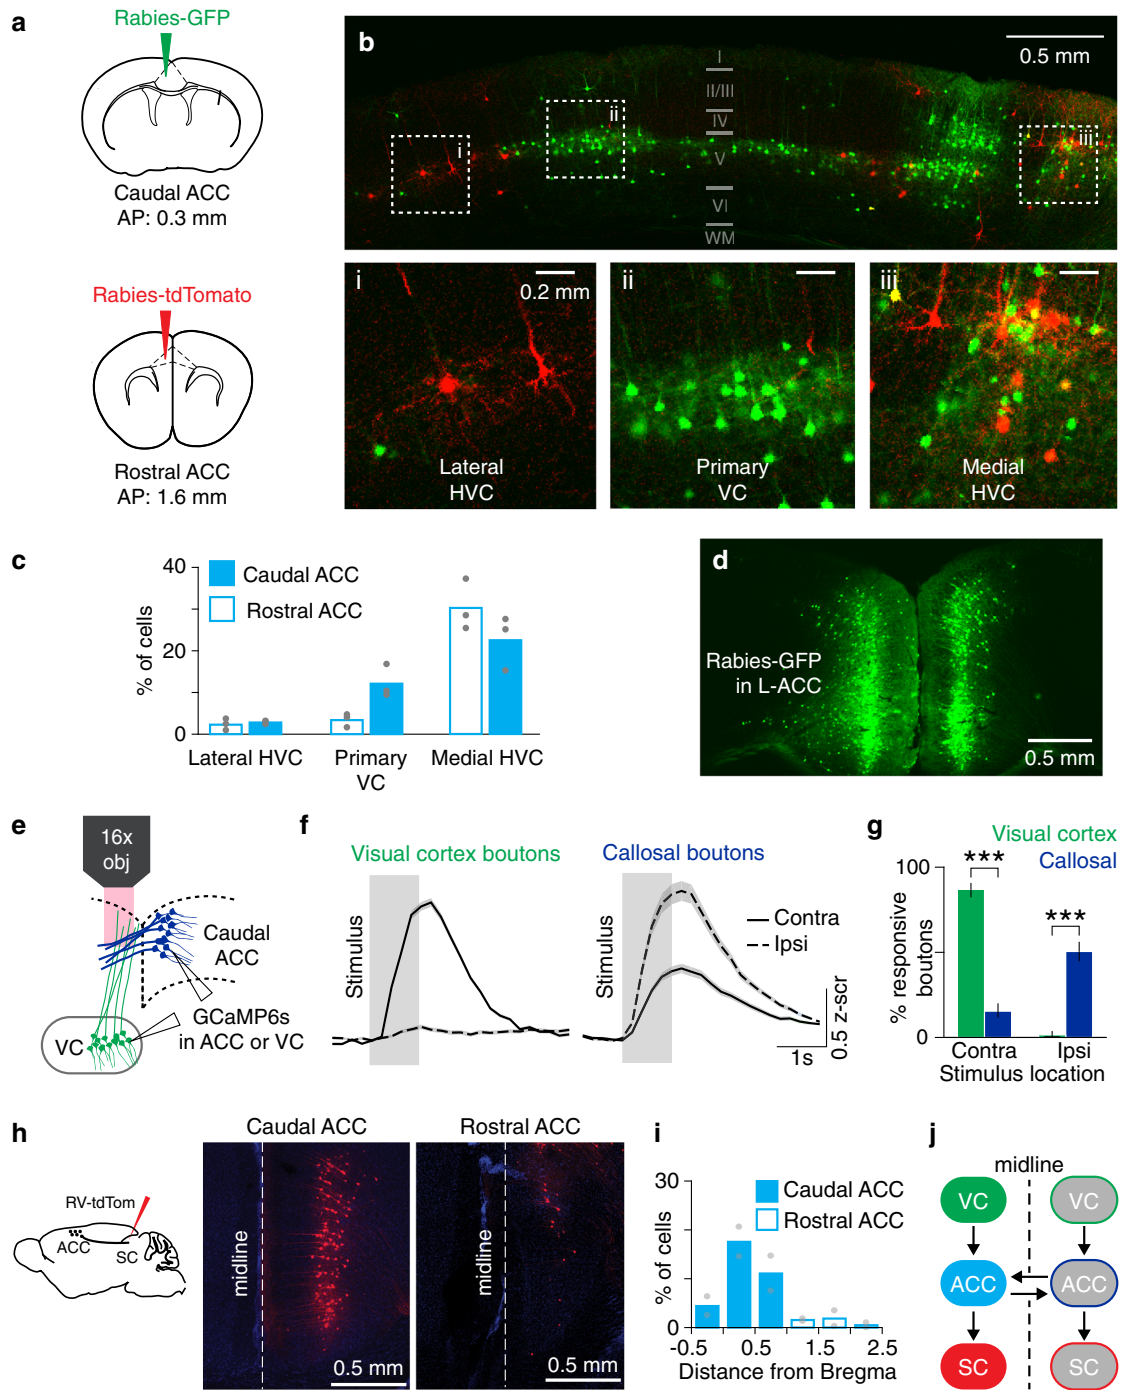 a
Rabies-GFP
Caudal ACC
AP: 0.3 mm
Rabies-tdTomato
Rostral ACC
AP: 1.6 mm
b
0.5 mm
I
II/III
IV
V
VI
WM
i
ii
iii
i
0.2 mm
Lateral
HVC
ii
Primary
VC
iii
Medial
HVC
c
40
20
0
% of cells
Caudal ACC
Rostral ACC
Lateral HVC
Primary
VC
Medial HVC
d
Rabies-GFP
in L-ACC
0.5 mm
e
16x
obj
Caudal
ACC
GCaMP6s
in ACC or VC
VC
f
Visual cortex boutons
Callosal boutons
Stimulus
Stimulus
Contra
Ipsi
0.5 z-scr
1s
g
Visual cortex
Callosal
100
0
% responsive
boutons
***
***
Contra
Ipsi
Stimulus location
h
RV-tdTom
ACC
SC
Caudal ACC
midline
0.5 mm
Rostral ACC
midline
0.5 mm
i
30
0
% of cells
Caudal ACC
Rostral ACC
-0.5
0.5
1.5
2.5
Distance from Bregma
j
midline
VC
VC
ACC
ACC
SC
SC